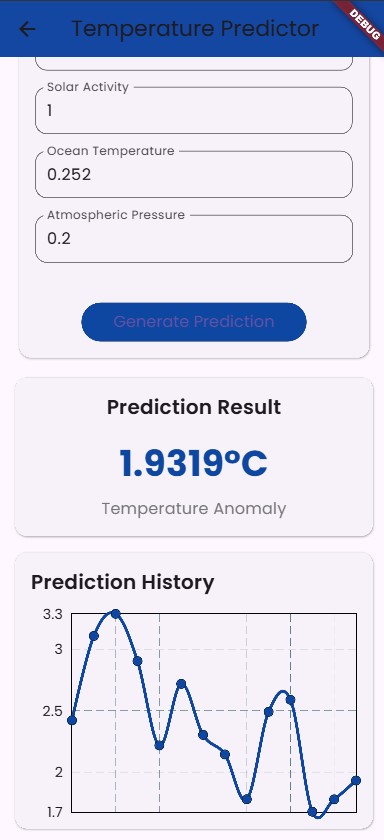 Temperature Predictor
DEBUG
Solar Activity
1
Ocean Temperature
0.252
Atmospheric Pressure
0.2
Generate Prediction
Prediction Result
1.9319°C
Temperature Anomaly
Prediction History
3.3
3
2.5
2
1.7